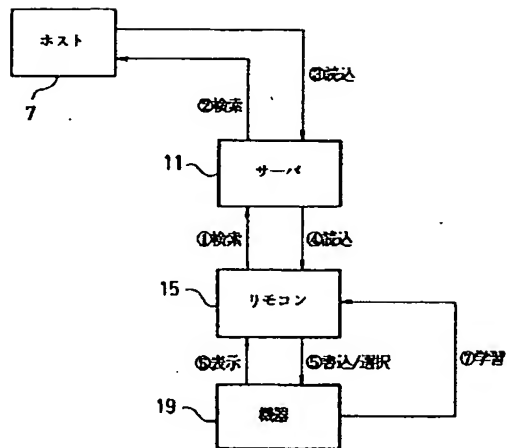 ホスト
7
③読込
②検索
11
サーバ
①検索
④読込
15
リモコン
⑥表示
⑤書込/選択
⑦学習
19
機器